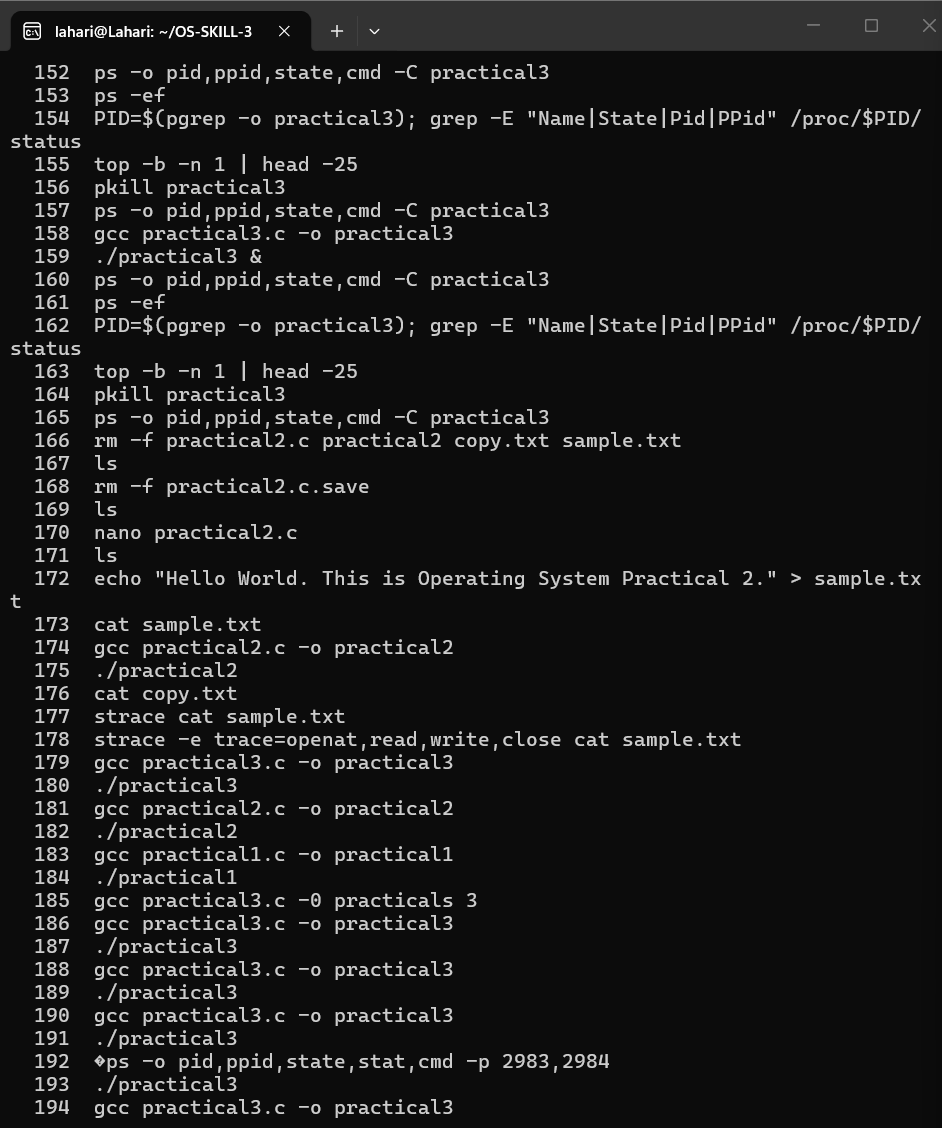 lahari@Lahari: ~/OS-SKILL-3
152 ps -o pid,ppid,state,cmd -C practical3
153 ps -ef
154 PID=$(pgrep -o practical3); grep -E "Name|State|Pid|PPid" /proc/$PID/
status
155 top -b -n 1 | head -25
156 pkill practical3
157 ps -o pid,ppid,state,cmd -C practical3
158 gcc practical3.c -o practical3
159 ./practical3 &
160 ps -o pid,ppid,state,cmd -C practical3
161 ps -ef
162 PID=$(pgrep -o practical3); grep -E "Name|State|Pid|PPid" /proc/$PID/
status
163 top -b -n 1 | head -25
164 pkill practical3
165 ps -o pid,ppid,state,cmd -C practical3
166 rm -f practical2.c practical2 copy.txt sample.txt
167 ls
168 rm -f practical2.c.save
169 ls
170 nano practical2.c
171 ls
172 echo "Hello World. This is Operating System Practical 2." > sample.tx
t
173 cat sample.txt
174 gcc practical2.c -o practical2
175 ./practical2
176 cat copy.txt
177 strace cat sample.txt
178 strace -e trace=openat,read,write,close cat sample.txt
179 gcc practical3.c -o practical3
180 ./practical3
181 gcc practical2.c -o practical2
182 ./practical2
183 gcc practical1.c -o practical1
184 ./practical1
185 gcc practical3.c -0 practicals 3
186 gcc practical3.c -o practical3
187 ./practical3
188 gcc practical3.c -o practical3
189 ./practical3
190 gcc practical3.c -o practical3
191 ./practical3
192 �ps -o pid,ppid,state,stat,cmd -p 2983,2984
193 ./practical3
194 gcc practical3.c -o practical3